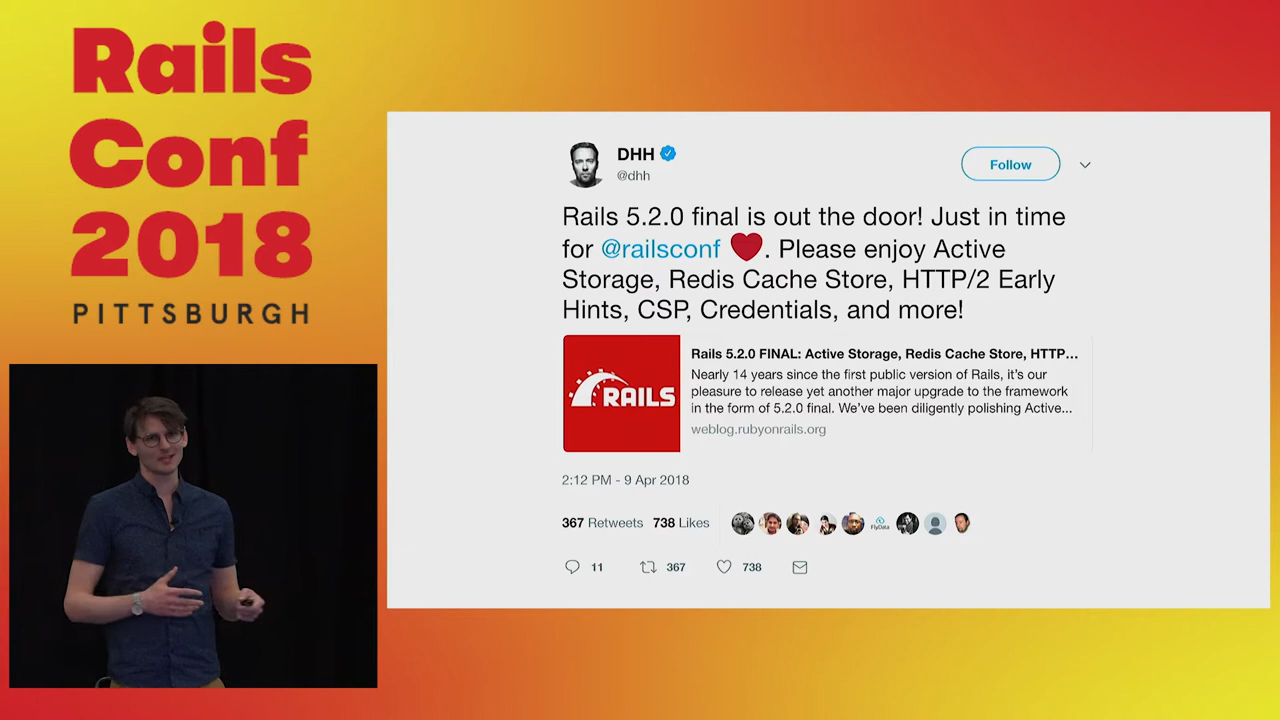 Rails
Conf
2018
PITTSBURGH
DHH
@dhh
Follow
Rails 5.2.0 final is out the door! Just in time
for @railsconf ❤️. Please enjoy Active
Storage, Redis Cache Store, HTTP/2 Early
Hints, CSP, Credentials, and more!
RAILS
Rails 5.2.0 FINAL: Active Storage, Redis Cache Store, HTTP...
Nearly 14 years since the first public version of Rails, it's our
pleasure to release yet another major upgrade to the framework
in the form of 5.2.0 final. We've been diligently polishing Active...
weblog.rubyonrails.org
2:12 PM - 9 Apr 2018
367 Retweets 738 Likes
FlyData
11 367 738